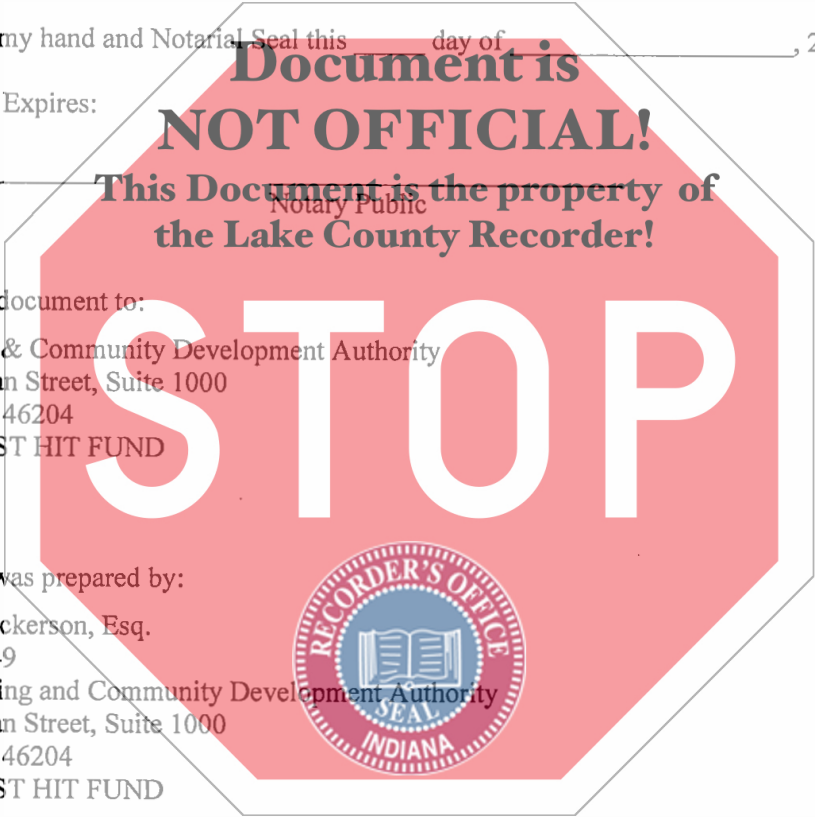 my hand and Notarial Seal this ____ day of ____________________, 2
Document is
Expires:
NOT OFFICIAL!
This Document is the property of
Notary Public
the Lake County Recorder!
document to:
STOP
& Community Development Authority
n Street, Suite 1000
46204
ST HIT FUND
was prepared by:
RECORDER'S OFFICE
ckerson, Esq.
9
ing and Community Development Authority
SEAL
n Street, Suite 1000
INDIANA
46204
ST HIT FUND